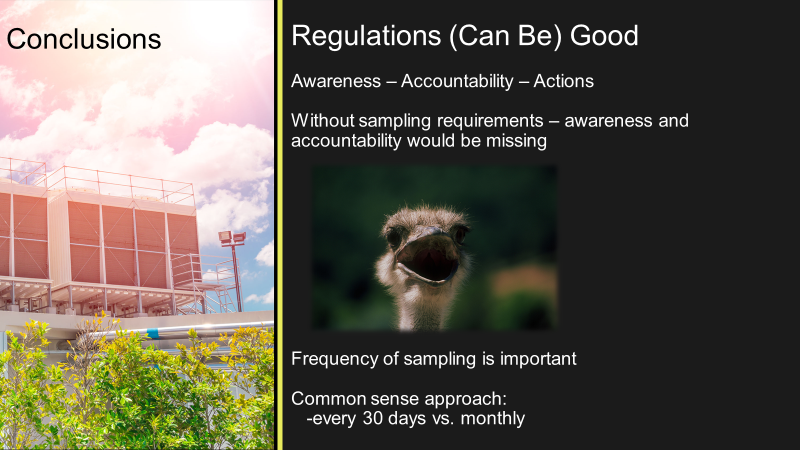 Conclusions
Regulations (Can Be) Good
Awareness – Accountability – Actions
Without sampling requirements – awareness and
accountability would be missing
Frequency of sampling is important
Common sense approach:
-every 30 days vs. monthly